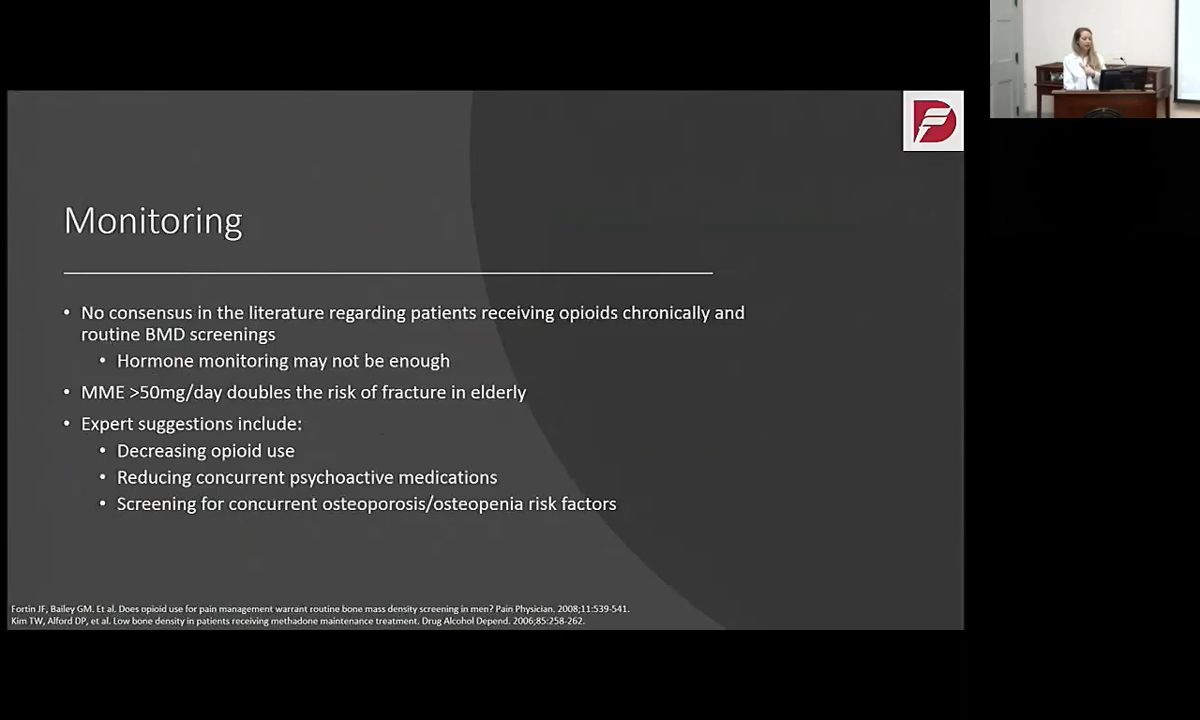 Monitoring
• No consensus in the literature regarding patients receiving opioids chronically and
routine BMD screenings
• Hormone monitoring may not be enough
• MME >50mg/day doubles the risk of fracture in elderly
• Expert suggestions include:
• Decreasing opioid use
• Reducing concurrent psychoactive medications
• Screening for concurrent osteoporosis/osteopenia risk factors
Fortin JF, Bailey GM. Et al. Does opioid use for pain management warrant routine bone mass density screening in men? Pain Physician. 2008;11:539-541.
Kim TW, Alford DP, et al. Low bone density in patients receiving methadone maintenance treatment. Drug Alcohol Depend. 2006;85:258-262.